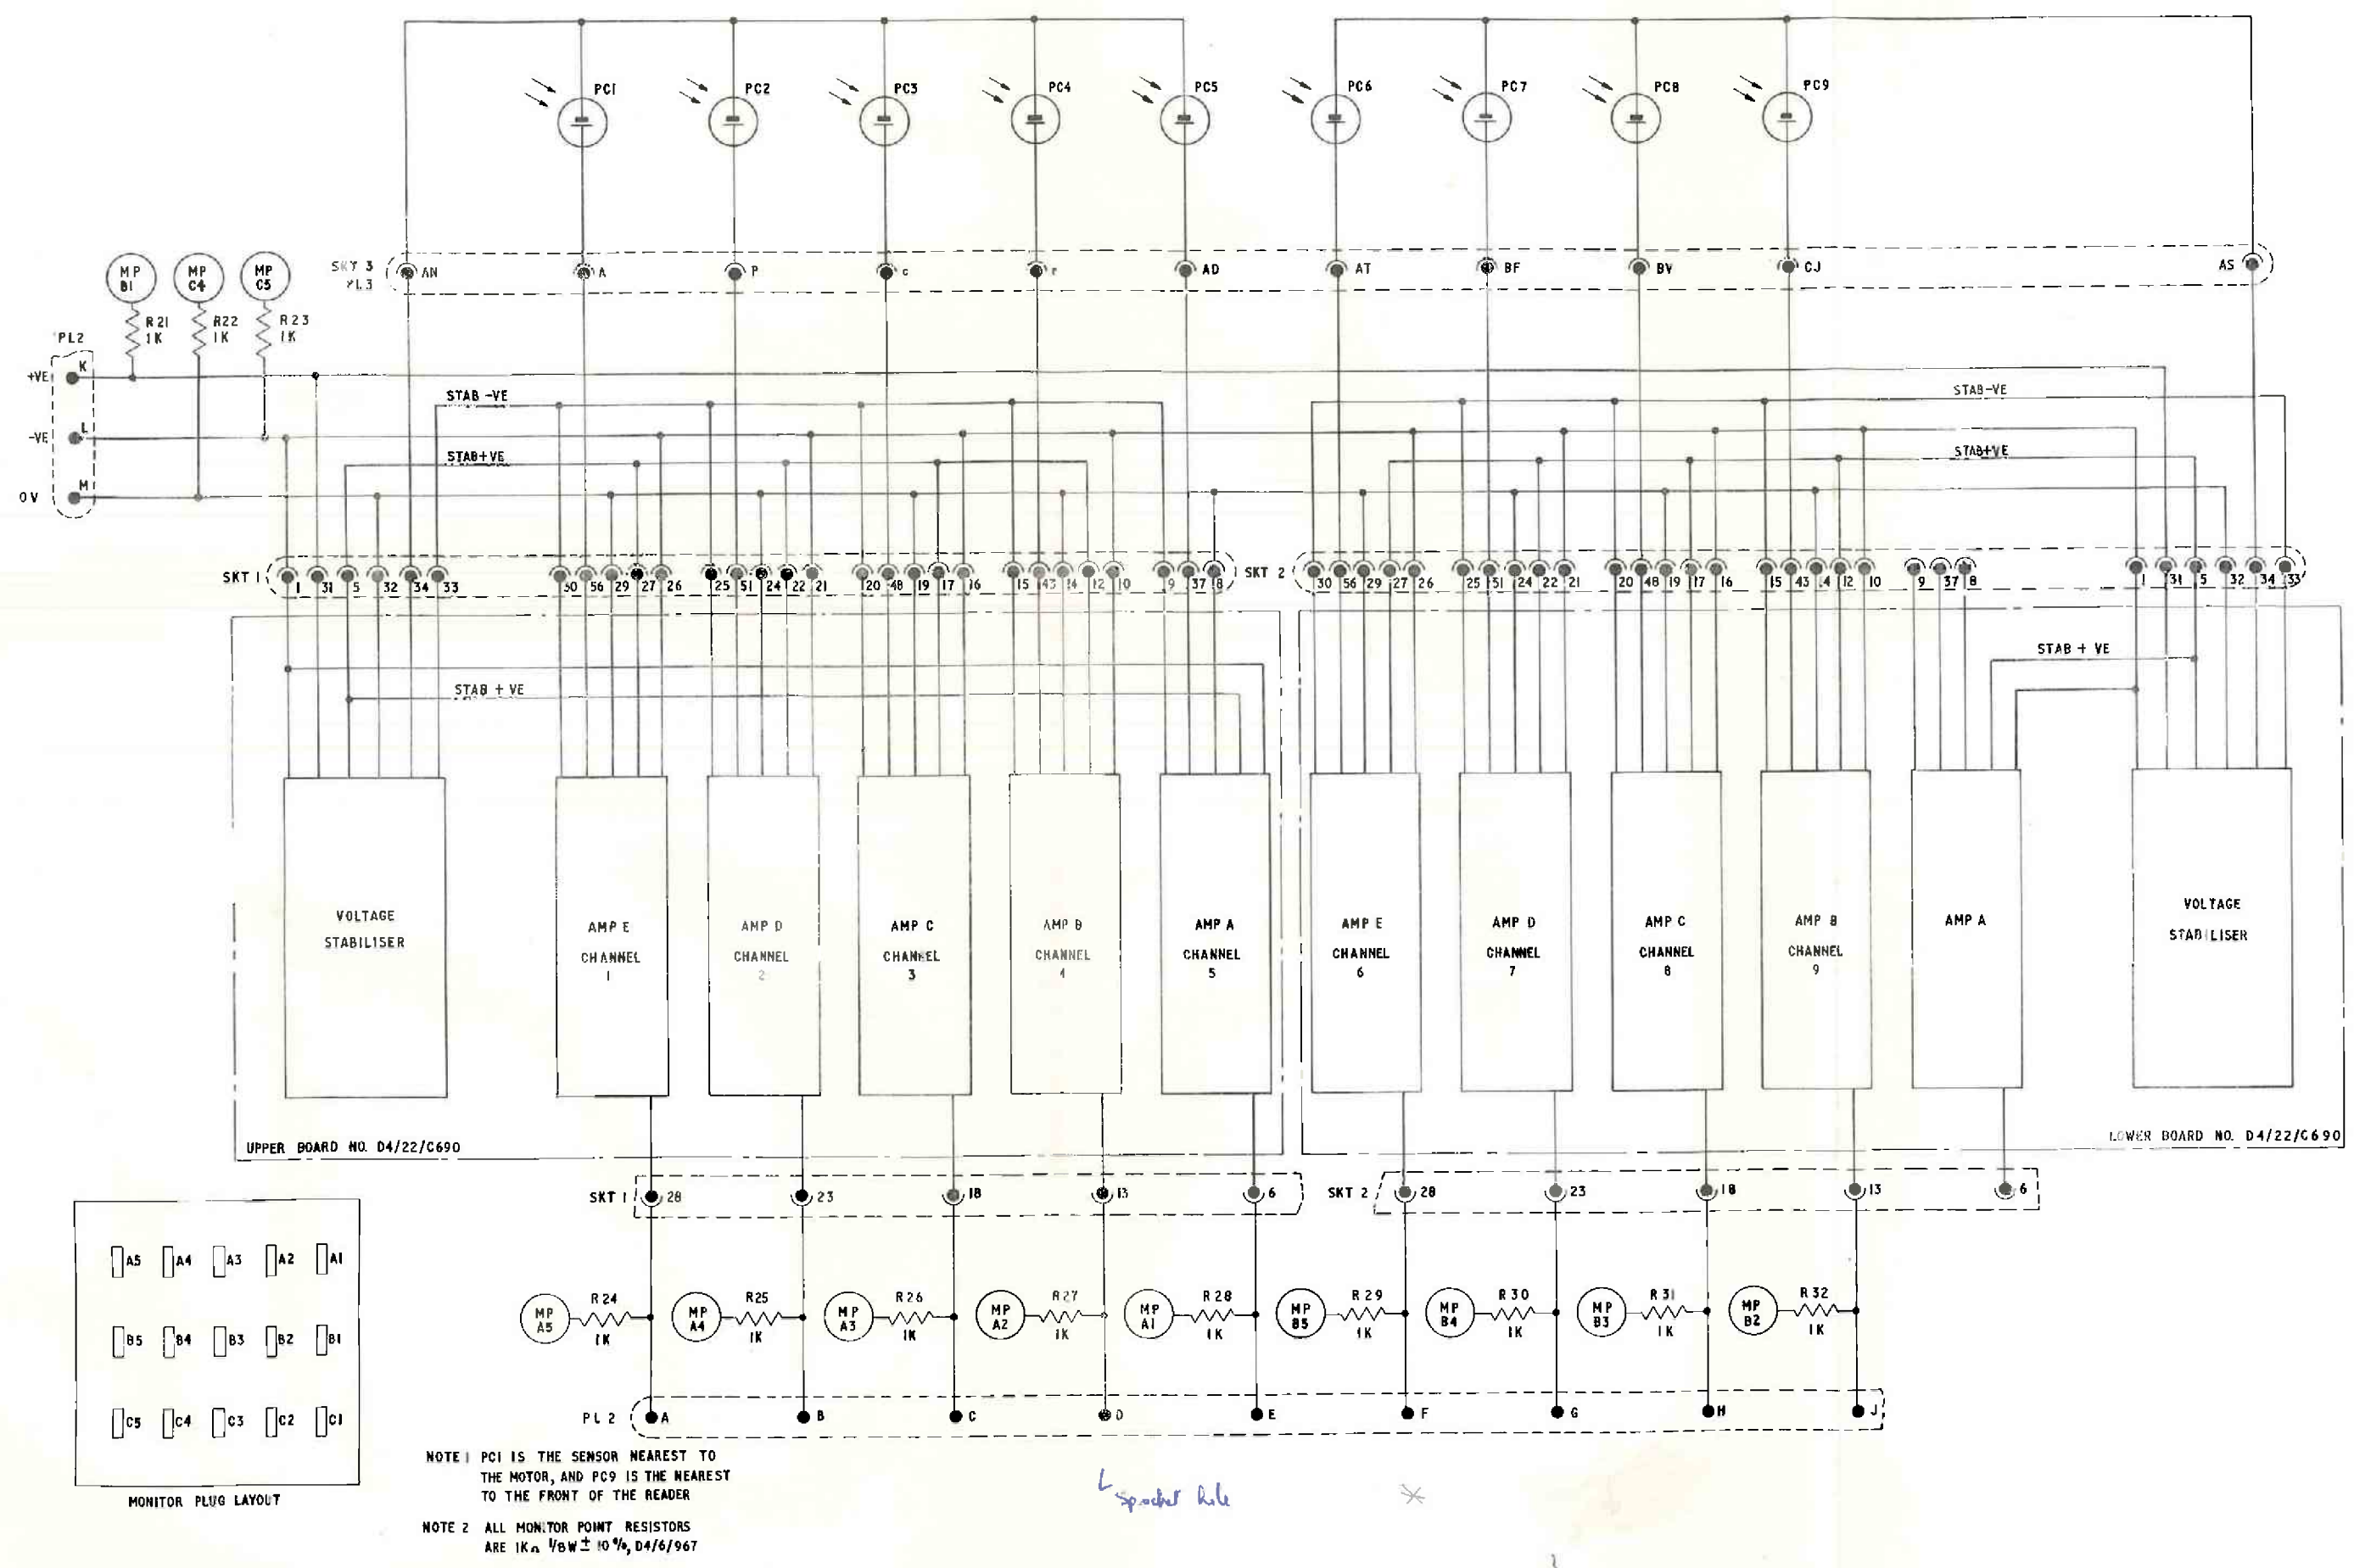 PC1 PC2 PC3 PC4 PC5 PC6 PC7 PC8 PC9
MP B1
MP C4
MP C5
SKT 3
PL3
AN A P c r AD AT BF BV CJ AS
R21 1K
R22 1K
R23 1K
PL2
+VE K
-VE L
0V M
STAB -VE
STAB-VE
STAB+VE
STAB+VE
SKT 1
1 31 5 32 34 33 30 56 29 27 26 25 51 24 22 21 20 48 19 17 16 15 43 14 12 10 9 37 8
SKT 2
30 56 29 27 26 25 51 24 22 21 20 48 19 17 16 15 43 14 12 10 9 37 8 1 31 5 32 34 33
STAB + VE
STAB + VE
VOLTAGE
STABILISER
AMP E
CHANNEL
1
AMP D
CHANNEL
2
AMP C
CHANNEL
3
AMP B
CHANNEL
4
AMP A
CHANNEL
5
AMP E
CHANNEL
6
AMP D
CHANNEL
7
AMP C
CHANNEL
8
AMP B
CHANNEL
9
AMP A
VOLTAGE
STABILISER
UPPER BOARD NO. D4/22/C690
LOWER BOARD NO. D4/22/C690
SKT 1 28 23 18 13 6
SKT 2 28 23 18 13 6
A5 A4 A3 A2 A1
B5 B4 B3 B2 B1
C5 C4 C3 C2 C1
MONITOR PLUG LAYOUT
MP A5 R24 1K
MP A4 R25 1K
MP A3 R26 1K
MP A2 R27 1K
MP A1 R28 1K
MP B5 R29 1K
MP B4 R30 1K
MP B3 R31 1K
MP B2 R32 1K
PL2 A B C D E F G H J
NOTE 1 PC1 IS THE SENSOR NEAREST TO
THE MOTOR, AND PC9 IS THE NEAREST
TO THE FRONT OF THE READER
NOTE 2 ALL MONITOR POINT RESISTORS
ARE 1KΩ 1/8W ± 10%, D4/6/967
Sprocket hole